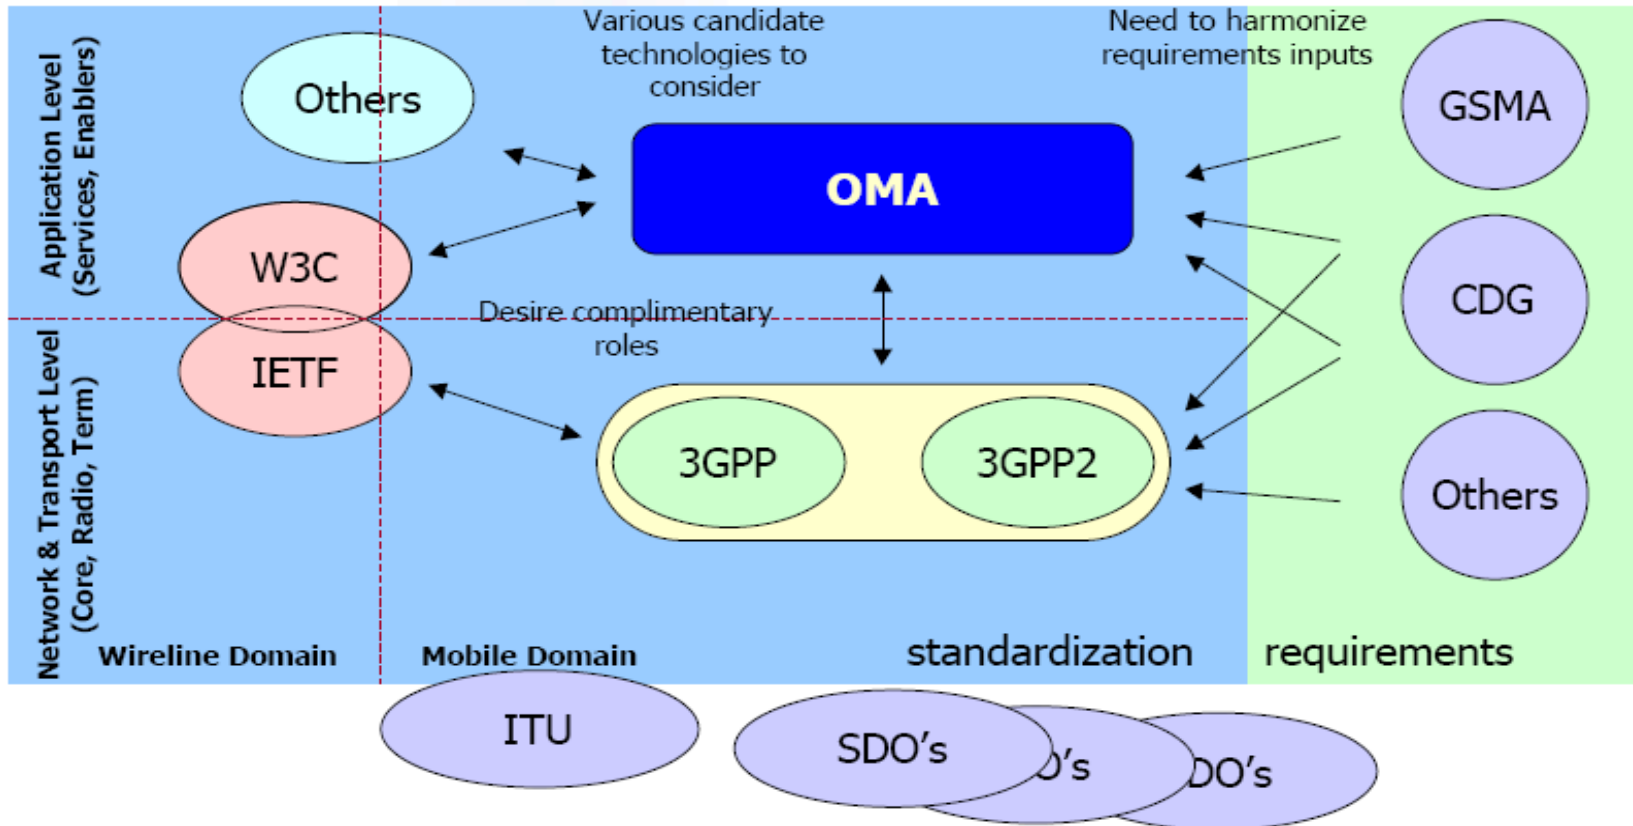 Various candidate
technologies to
consider
Need to harmonize
requirements inputs
Application Level
(Services, Enablers)
Others
OMA
GSMA
W3C
CDG
Desire complimentary
roles
Network & Transport Level
(Core, Radio, Term)
IETF
3GPP
3GPP2
Others
Wireline Domain
Mobile Domain
standardization
requirements
ITU
SDO's
O's
DO's